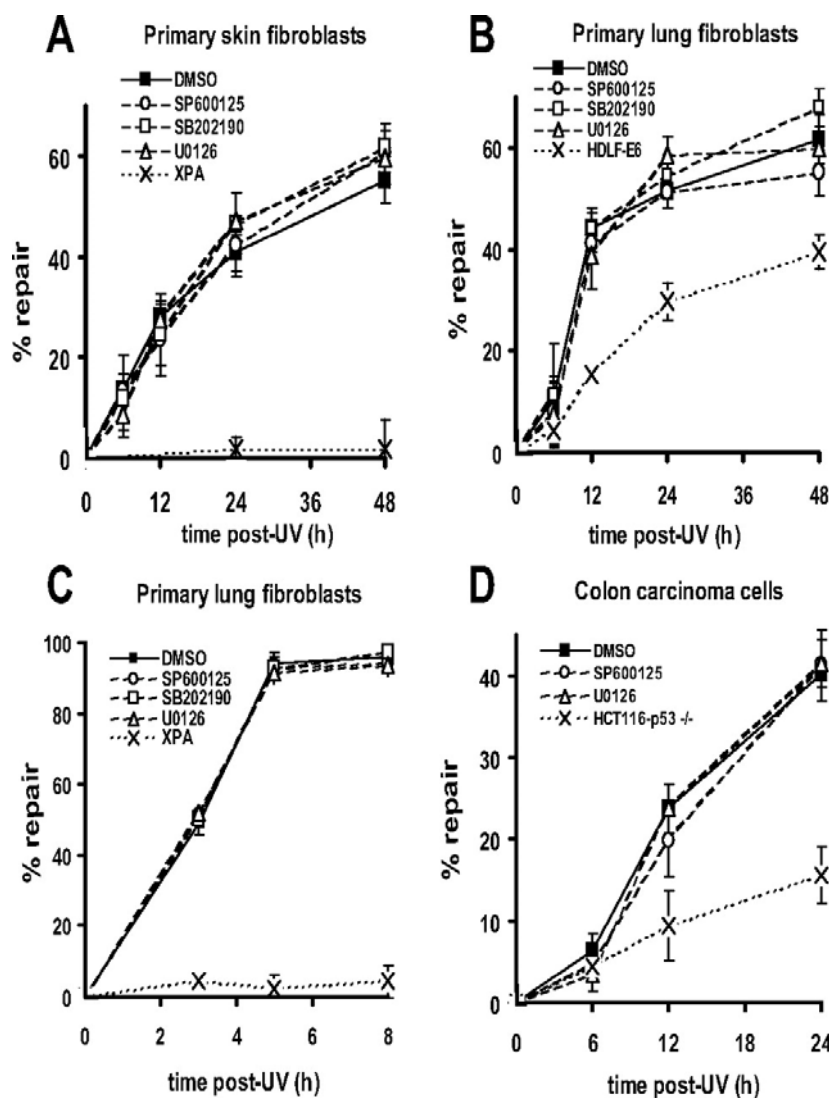 A
Primary skin fibroblasts
DMSO
SP600125
SB202190
U0126
XPA
% repair
60
40
20
0
0 12 24 36 48
time post-UV (h)
B
Primary lung fibroblasts
DMSO
SP600125
SB202190
U0126
HDLF-E6
% repair
60
40
20
0
0 12 24 36 48
time post-UV (h)
C
Primary lung fibroblasts
DMSO
SP600125
SB202190
U0126
XPA
% repair
100
80
60
40
20
0
0 2 4 6 8
time post-UV (h)
D
Colon carcinoma cells
DMSO
SP600125
U0126
HCT116-p53 -/-
% repair
40
30
20
10
0
0 6 12 18 24
time post-UV (h)